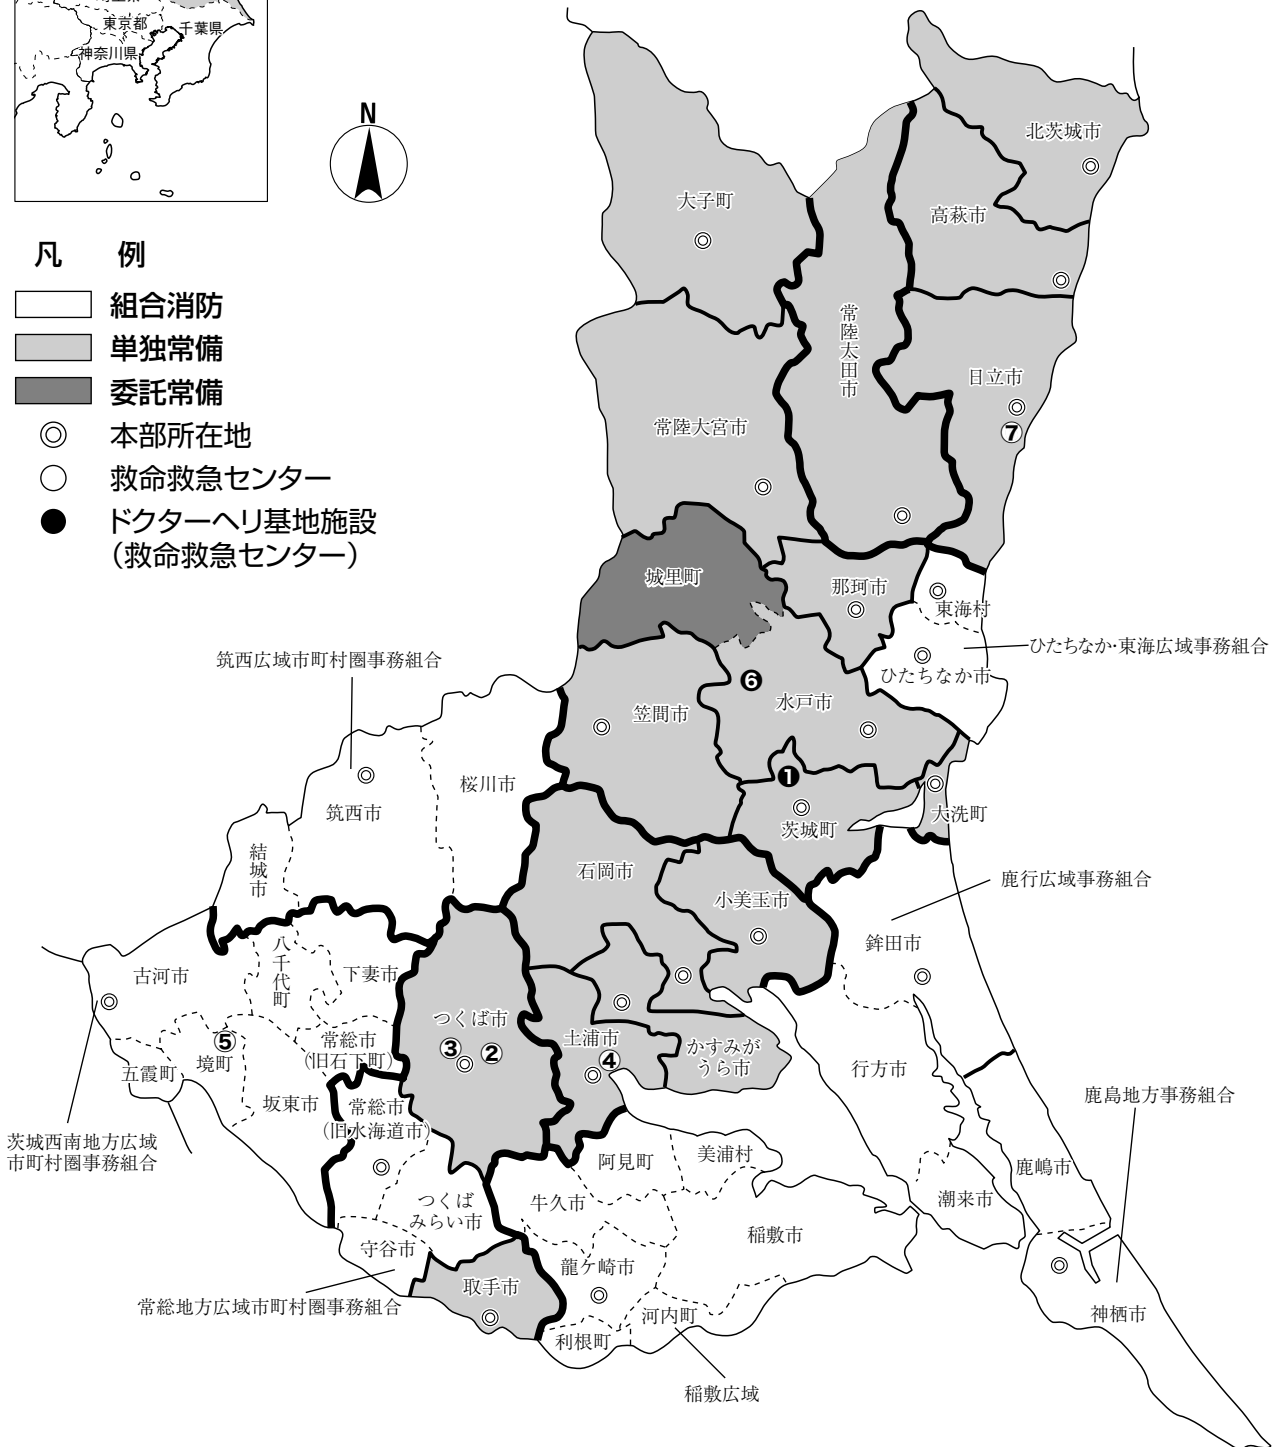 東京都
千葉県
神奈川県
N
凡 例
組合消防
単独常備
委託常備
本部所在地
救命救急センター
ドクターヘリ基地施設
（救命救急センター）
北茨城市
大子町
高萩市
常陸太田市
日立市
⑦
常陸大宮市
城里町
那珂市
東海村
ひたちなか・東海広域事務組合
ひたちなか市
筑西広域市町村圏事務組合
❻
水戸市
笠間市
桜川市
❶
筑西市
茨城町
大洗町
結城市
石岡市
鹿行広域事務組合
小美玉市
鉾田市
八千代町
下妻市
古河市
つくば市
③
②
⑤
境町
常総市
（旧石下町）
土浦市
④
かすみが
うら市
五霞町
行方市
坂東市
常総市
（旧水海道市）
鹿島地方事務組合
茨城西南地方広域
市町村圏事務組合
阿見町
美浦村
鹿嶋市
つくば
みらい市
牛久市
潮来市
稲敷市
守谷市
龍ケ崎市
取手市
常総地方広域市町村圏事務組合
河内町
神栖市
利根町
稲敷広域